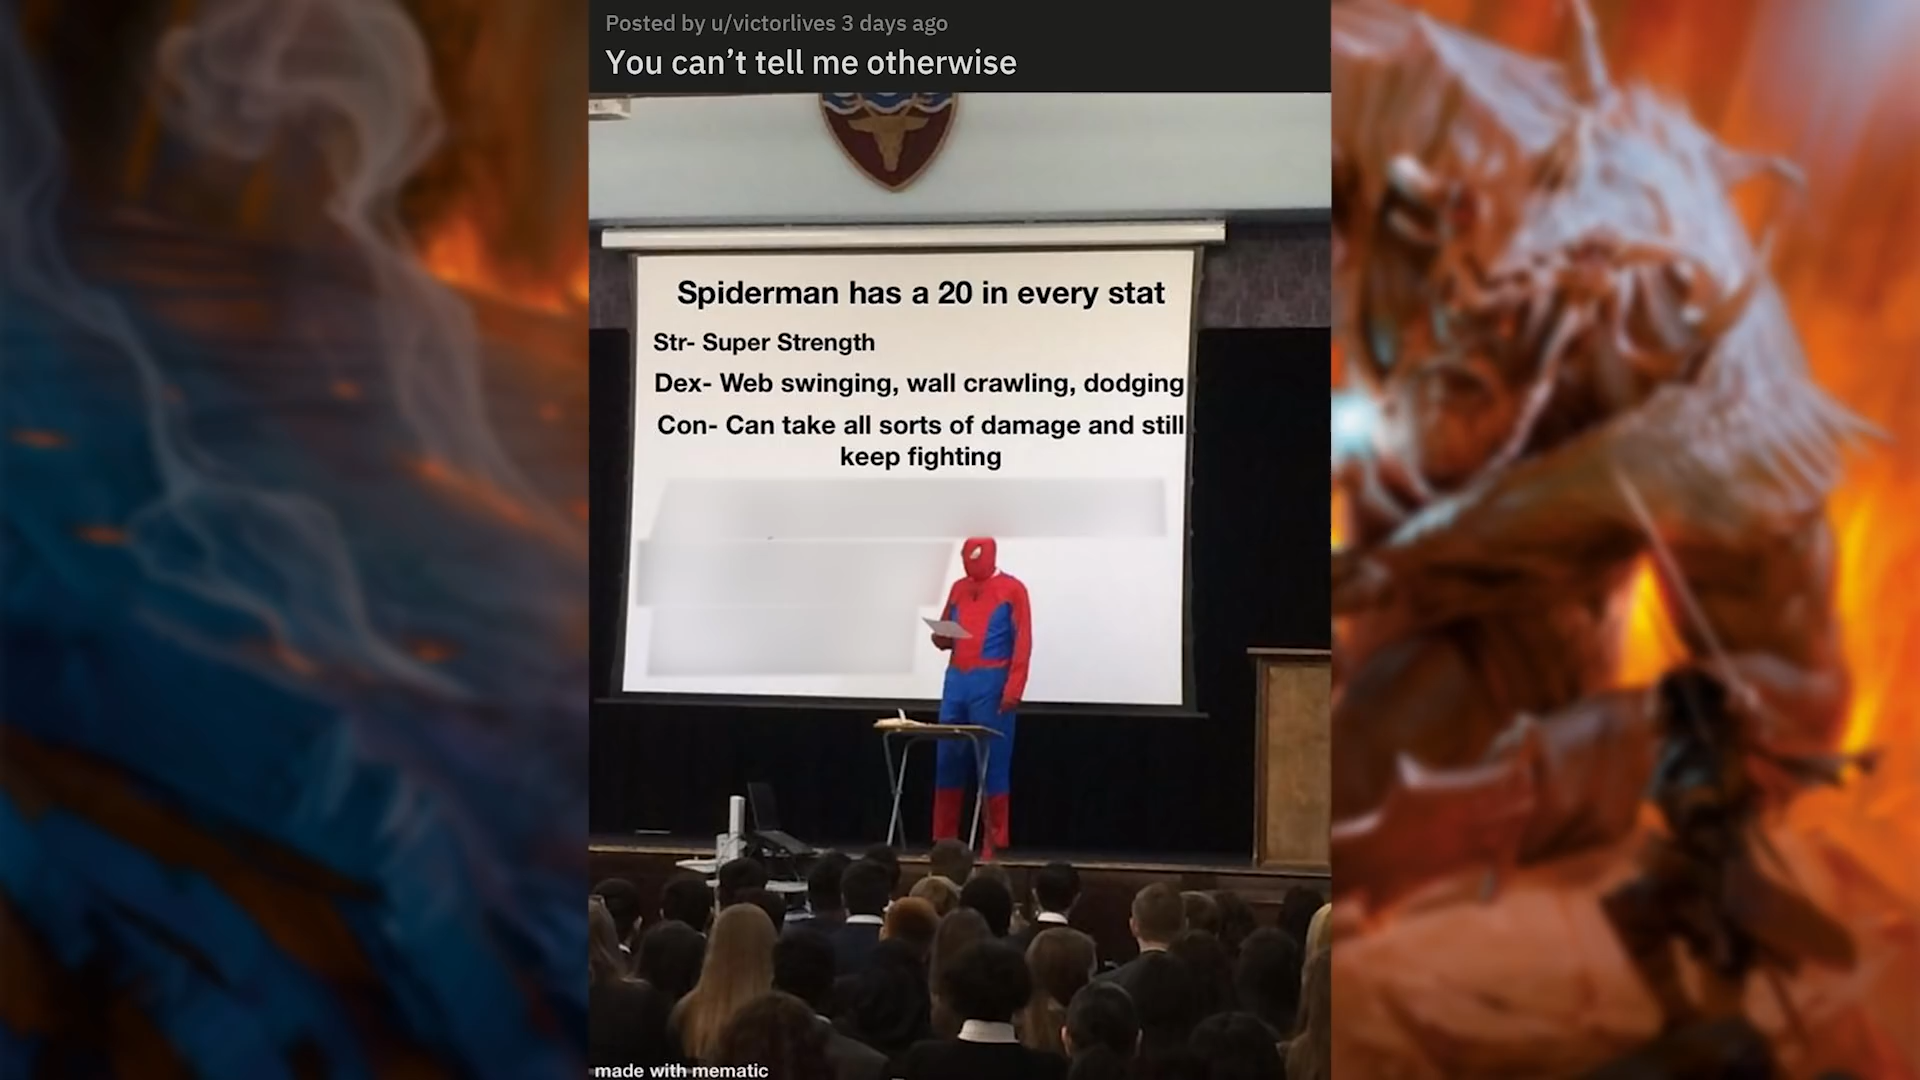 Posted by u/victorlives 3 days ago
You can’t tell me otherwise
Spiderman has a 20 in every stat
Str- Super Strength
Dex- Web swinging, wall crawling, dodging
Con- Can take all sorts of damage and still
keep fighting
made with mematic